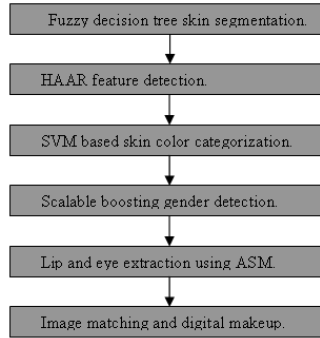 Fuzzy decision tree skin segmentation.
HAAR feature detection.
SVM based skin color categorization.
Scalable boosting gender detection.
Lip and eye extraction using ASM.
Image matching and digital makeup.